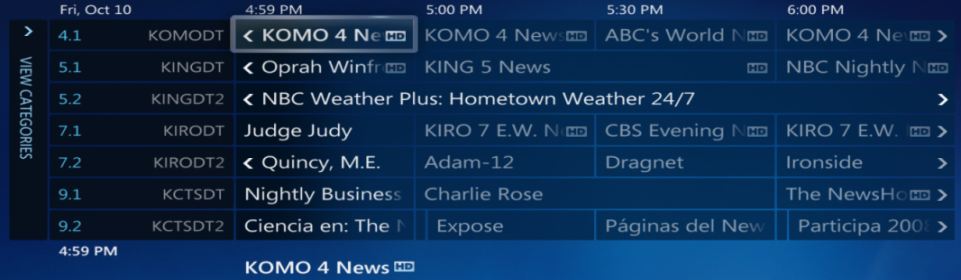 Fri, Oct 10 4:59 PM 5:00 PM 5:30 PM 6:00 PM
4.1 KOMODT < KOMO 4 Ne HD KOMO 4 News HD ABC's World N HD KOMO 4 Ne HD >
5.1 KINGDT < Oprah Winfr HD KING 5 News HD NBC Nightly N HD
5.2 KINGDT2 < NBC Weather Plus: Hometown Weather 24/7 >
7.1 KIRODT Judge Judy KIRO 7 E.W. N HD CBS Evening N HD KIRO 7 E.W. HD >
7.2 KIRODT2 < Quincy, M.E. Adam-12 Dragnet Ironside >
9.1 KCTSDT Nightly Business Charlie Rose The NewsHo HD >
9.2 KCTSDT2 Ciencia en: The N Expose Páginas del New Participa 2008 >
VIEW CATEGORIES
4:59 PM
KOMO 4 News HD